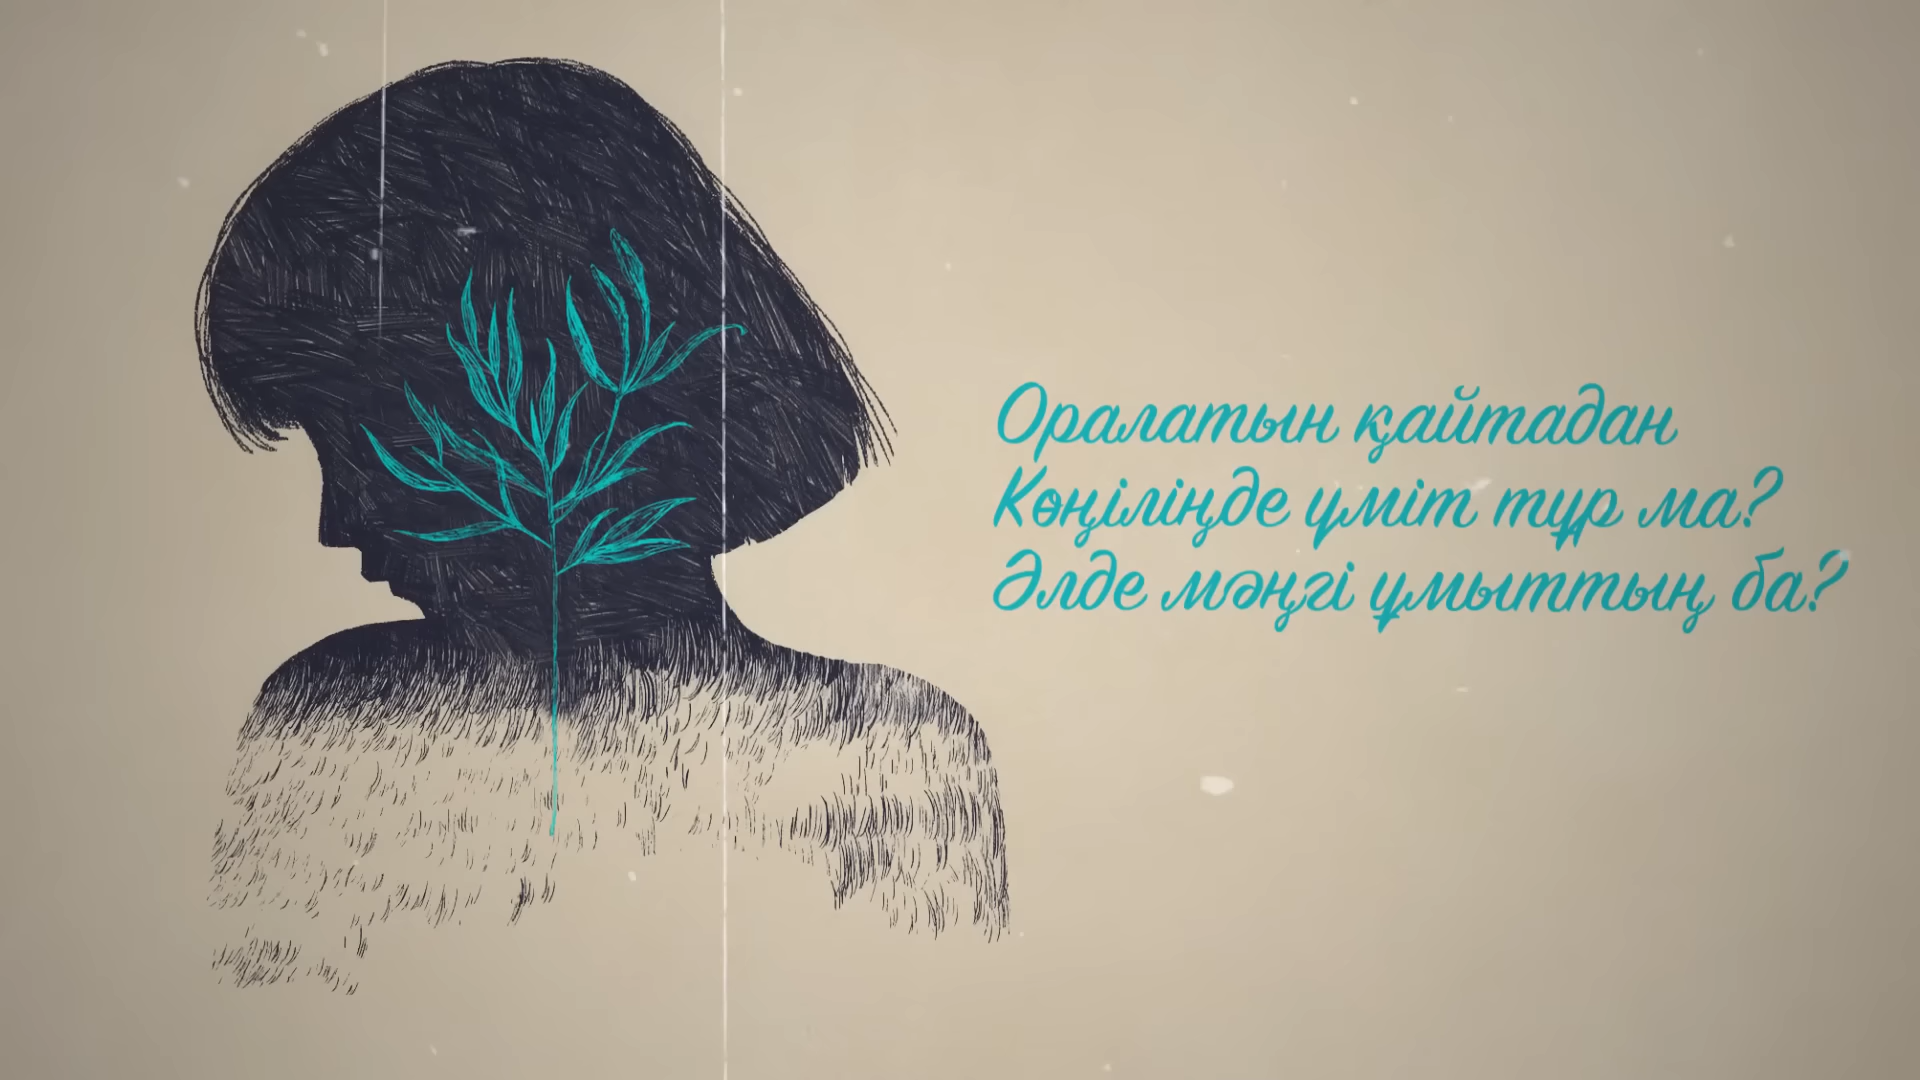 Оралатын қайтадан
Көңіліңде үміт тұр ма?
Әлде мәңгі ұмыттың ба?